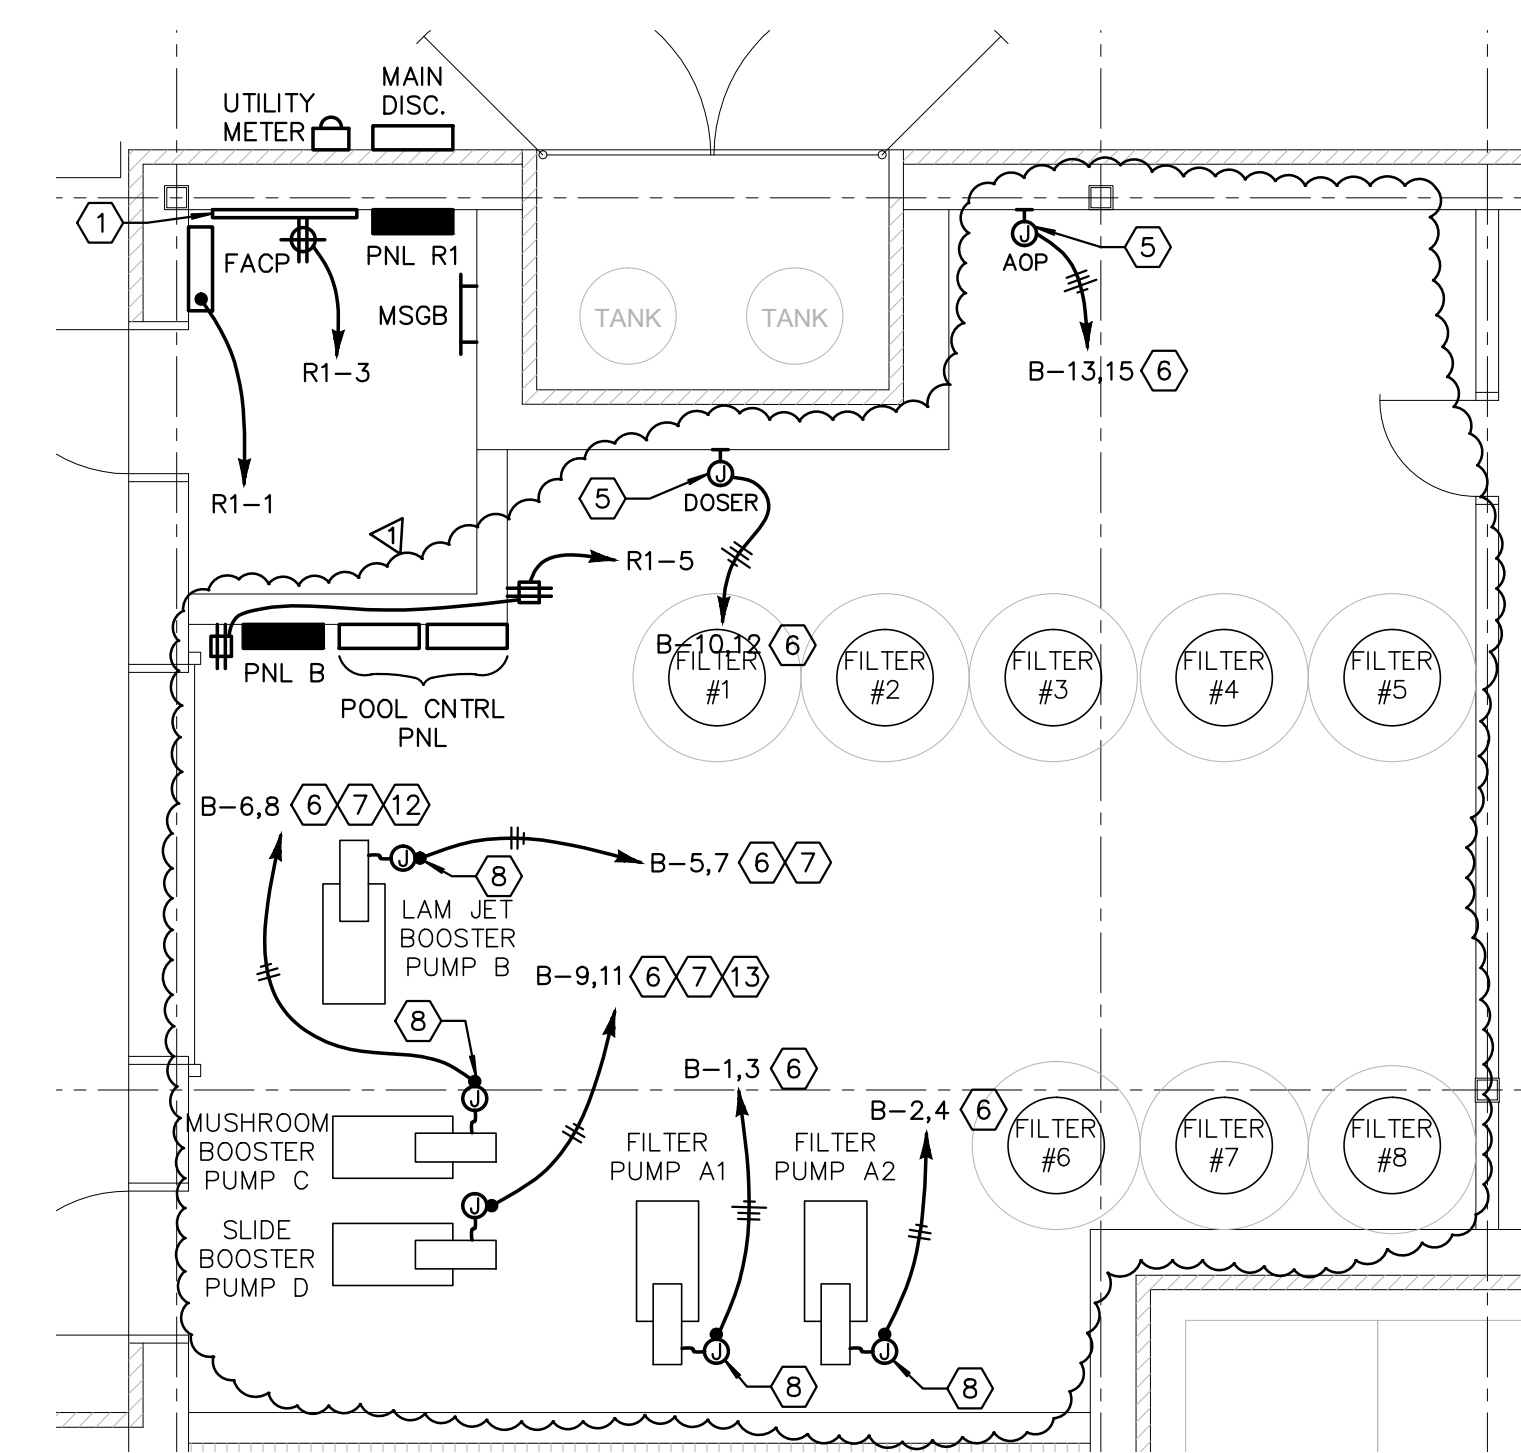 MAIN
DISC.
UTILITY
METER
1
FACP
PNL R1
MSGB
R1-3
R1-1
TANK
TANK
J
AOP
5
B-13,15 6
5
J
DOSER
1
R1-5
B-10,12 6
PNL B
POOL CNTRL
PNL
FILTER
#1
FILTER
#2
FILTER
#3
FILTER
#4
FILTER
#5
B-6,8 6 7 12
J
8
B-5,7 6 7
LAM JET
BOOSTER
PUMP B
B-9,11 6 7 13
8
J
MUSHROOM
BOOSTER
PUMP C
J
SLIDE
BOOSTER
PUMP D
B-1,3 6
B-2,4 6
FILTER
PUMP A1
FILTER
PUMP A2
J
8
J
8
FILTER
#6
FILTER
#7
FILTER
#8